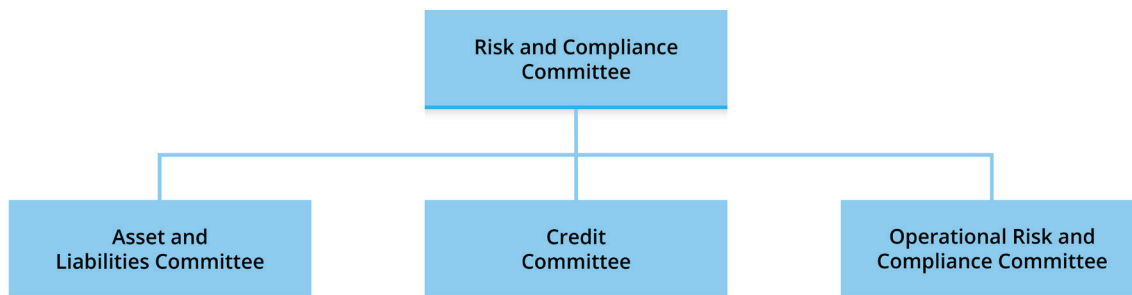 Risk and Compliance
Committee
Asset and
Liabilities Committee
Credit
Committee
Operational Risk and
Compliance Committee